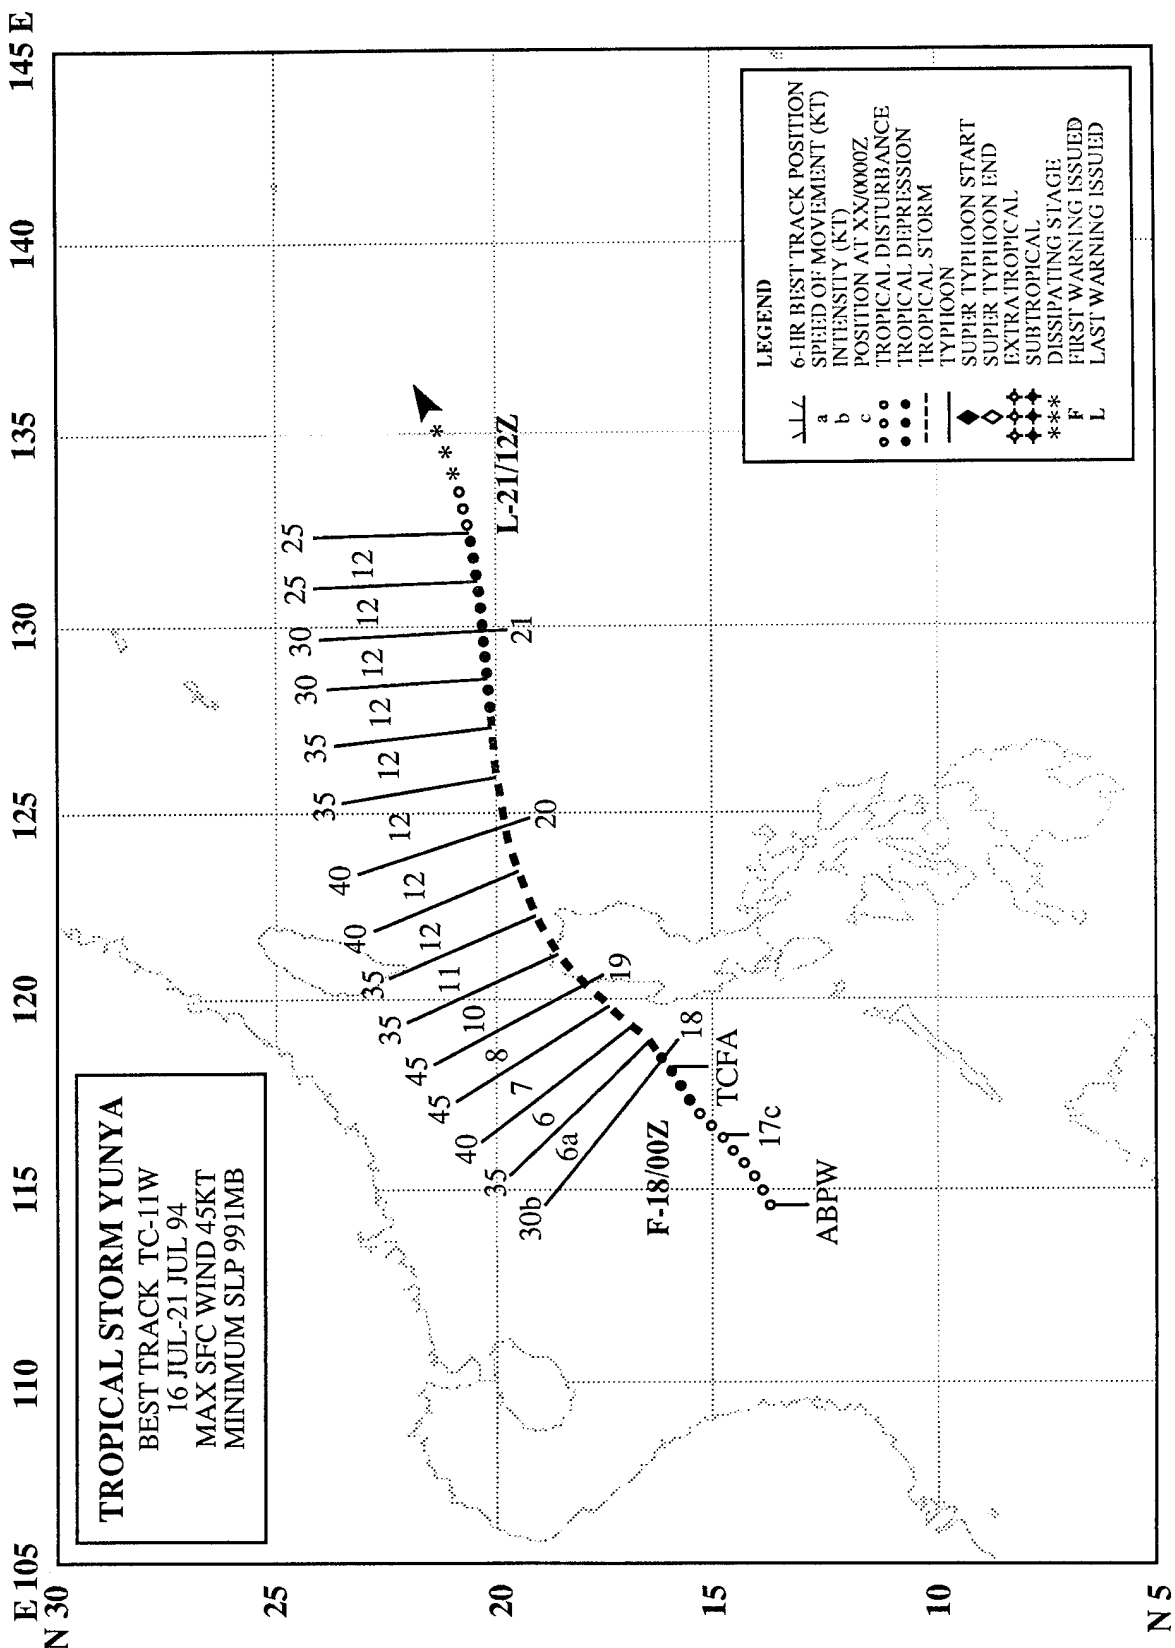 TROPICAL STORM YUNYA
BEST TRACK TC-11W
16 JUL-21 JUL 94
MAX SFC WIND 45KT
MINIMUM SLP 991MB
E 105
110
115
120
125
130
135
140
145 E
N 30
25
20
15
10
N 5
30b
35
40
45
45
35
35
40
40
35
35
30
30
25
25
6a
6
7
8
10
11
12
12
12
12
12
12
12
12
12
F-18/00Z
L-21/12Z
ABPW
17c
TCFA
18
19
20
21
LEGEND
6-HR BEST TRACK POSITION
a SPEED OF MOVEMENT (KT)
b INTENSITY (KT)
c POSITION AT XX/0000Z
TROPICAL DISTURBANCE
TROPICAL DEPRESSION
TROPICAL STORM
TYPHOON
SUPER TYPHOON START
SUPER TYPHOON END
EXTRATROPICAL
SUBTROPICAL
*** DISSIPATING STAGE
F FIRST WARNING ISSUED
L LAST WARNING ISSUED